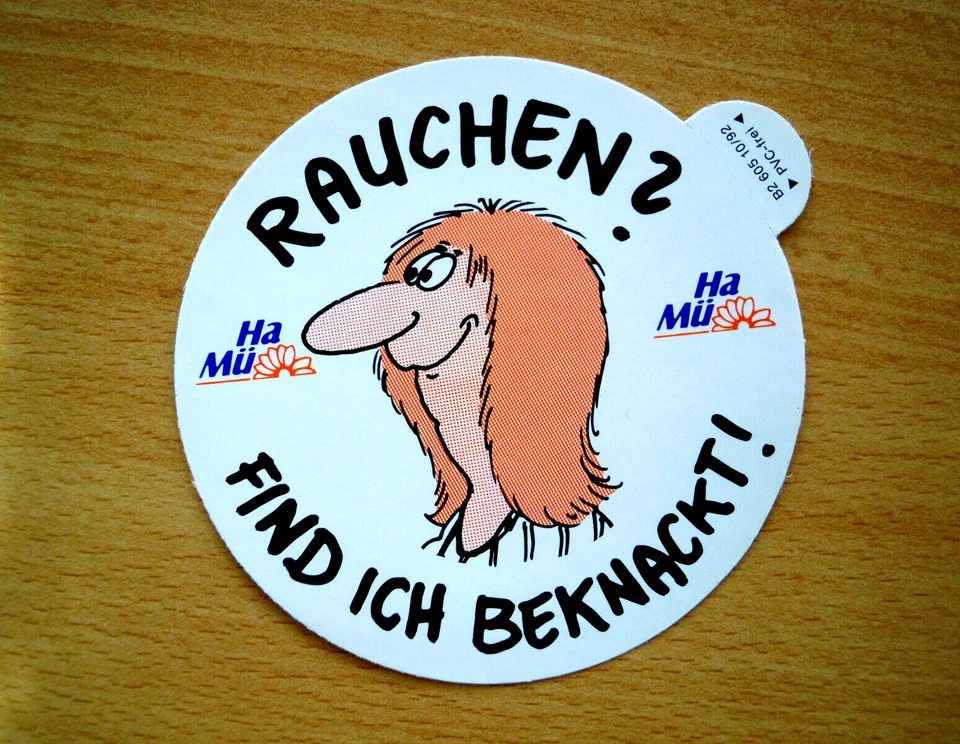 RAUCHEN?
B2 605 10/92
PVC-frei
Ha
Mü
Ha
Mü
FIND ICH BEKNACKT!